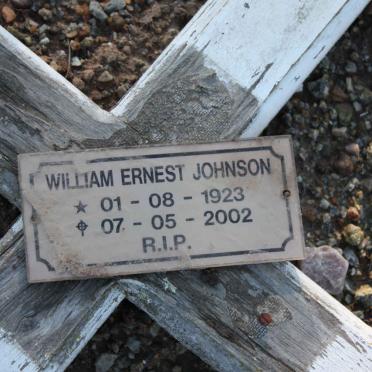 WILLIAM ERNEST JOHNSON
★ 01 - 08 - 1923
✝ 07. - 05 - 2002
R.I.P.